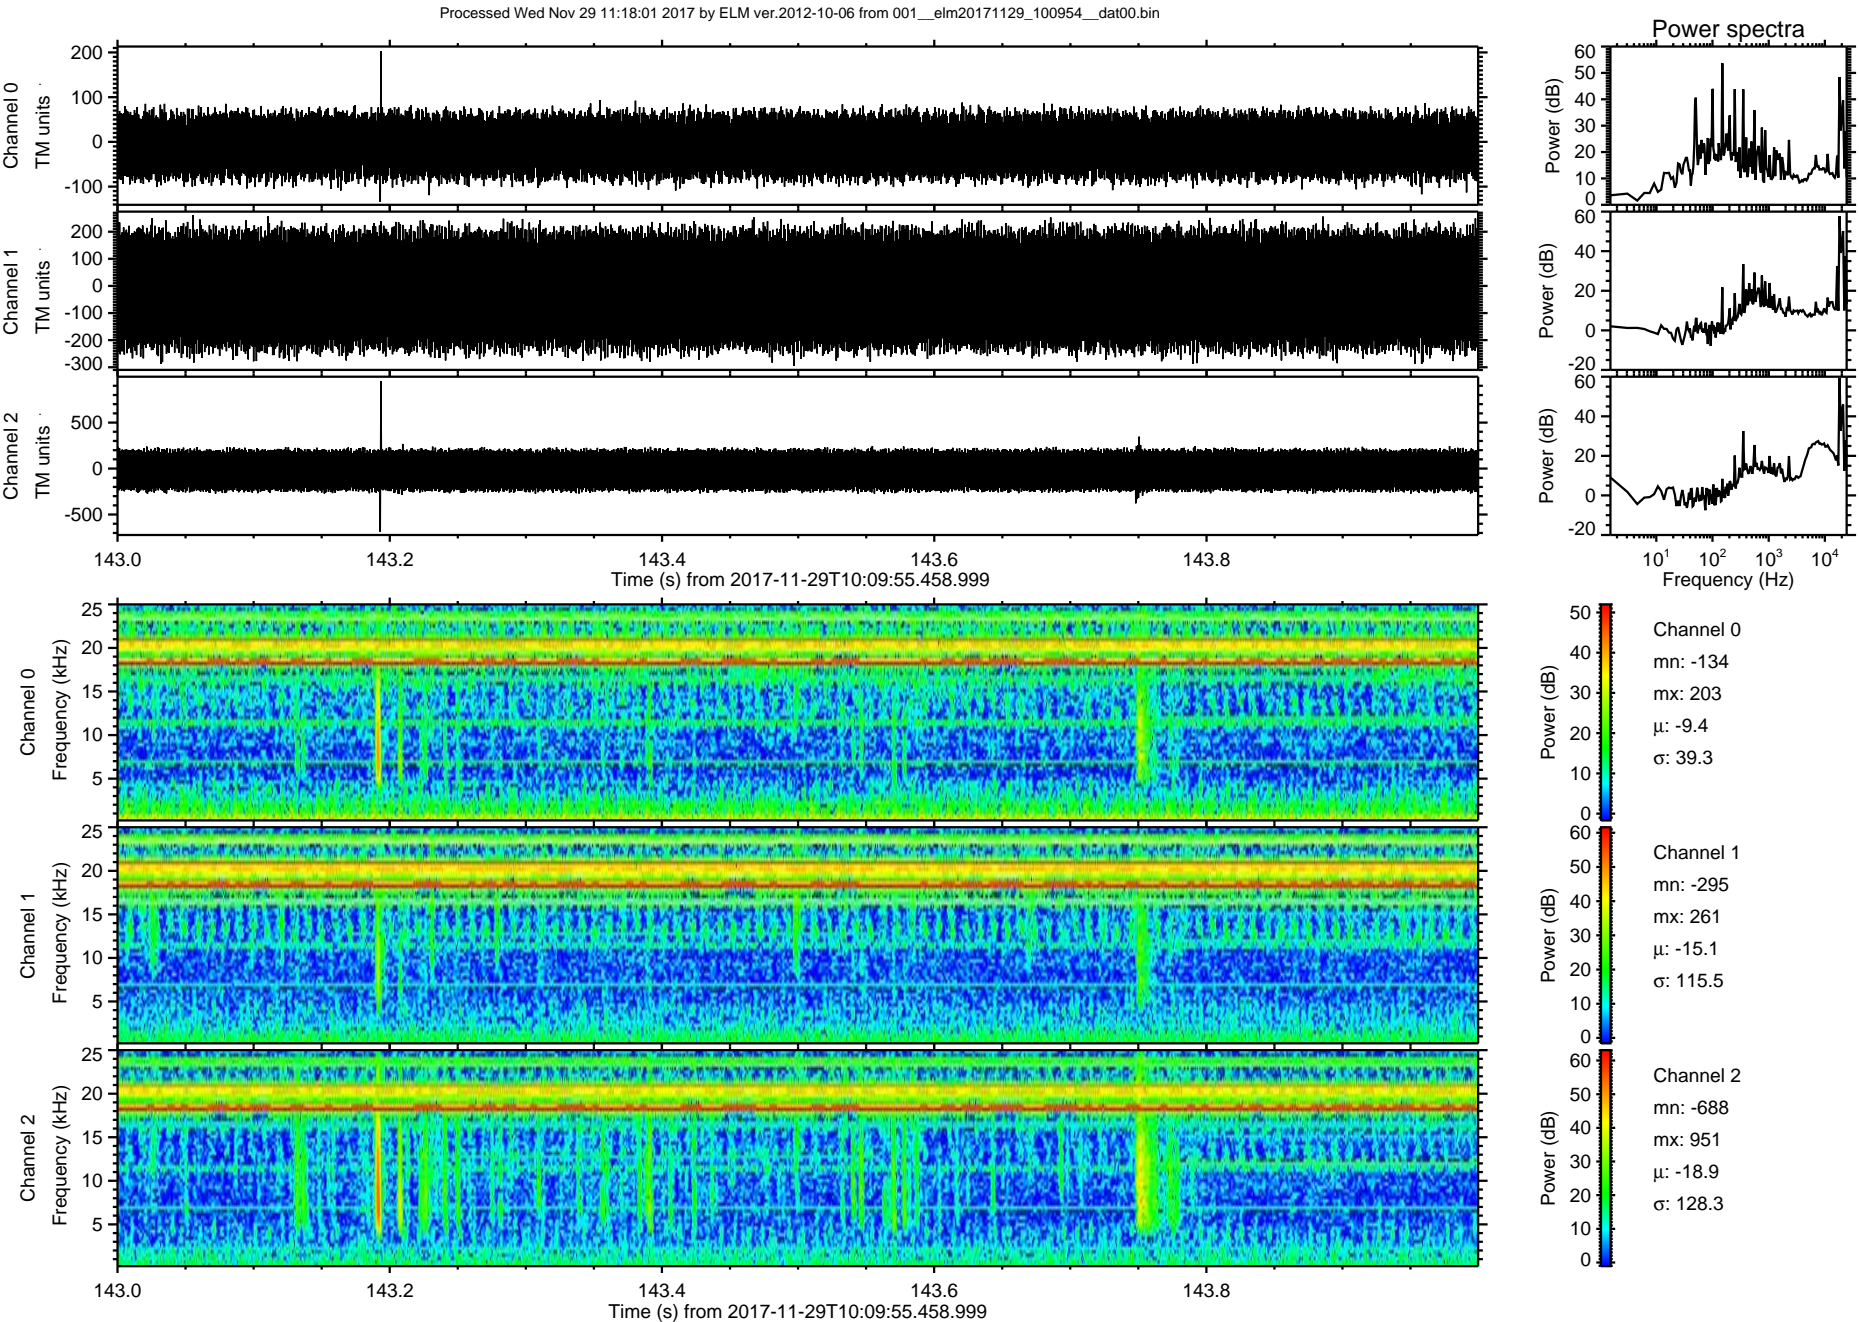 Processed Wed Nov 29 11:18:01 2017 by ELM ver.2012-10-06 from 001__elm20171129_100954__dat00.bin
Power spectra
Channel 0
TM units
200
100
0
-100
Power (dB)
60
50
40
30
20
10
0
Channel 1
TM units
200
100
0
-100
-200
-300
Power (dB)
60
40
20
0
-20
Channel 2
TM units
500
0
-500
Power (dB)
60
40
20
0
-20
143.0 143.2 143.4 143.6 143.8
Time (s) from 2017-11-29T10:09:55.458.999
10^1 10^2 10^3 10^4
Frequency (Hz)
Channel 0
Frequency (kHz)
25
20
15
10
5
Power (dB)
50
40
30
20
10
0
Channel 0
mn: -134
mx: 203
μ: -9.4
σ: 39.3
Channel 1
Frequency (kHz)
25
20
15
10
5
Power (dB)
60
50
40
30
20
10
0
Channel 1
mn: -295
mx: 261
μ: -15.1
σ: 115.5
Channel 2
Frequency (kHz)
25
20
15
10
5
Power (dB)
60
50
40
30
20
10
0
Channel 2
mn: -688
mx: 951
μ: -18.9
σ: 128.3
143.0 143.2 143.4 143.6 143.8
Time (s) from 2017-11-29T10:09:55.458.999